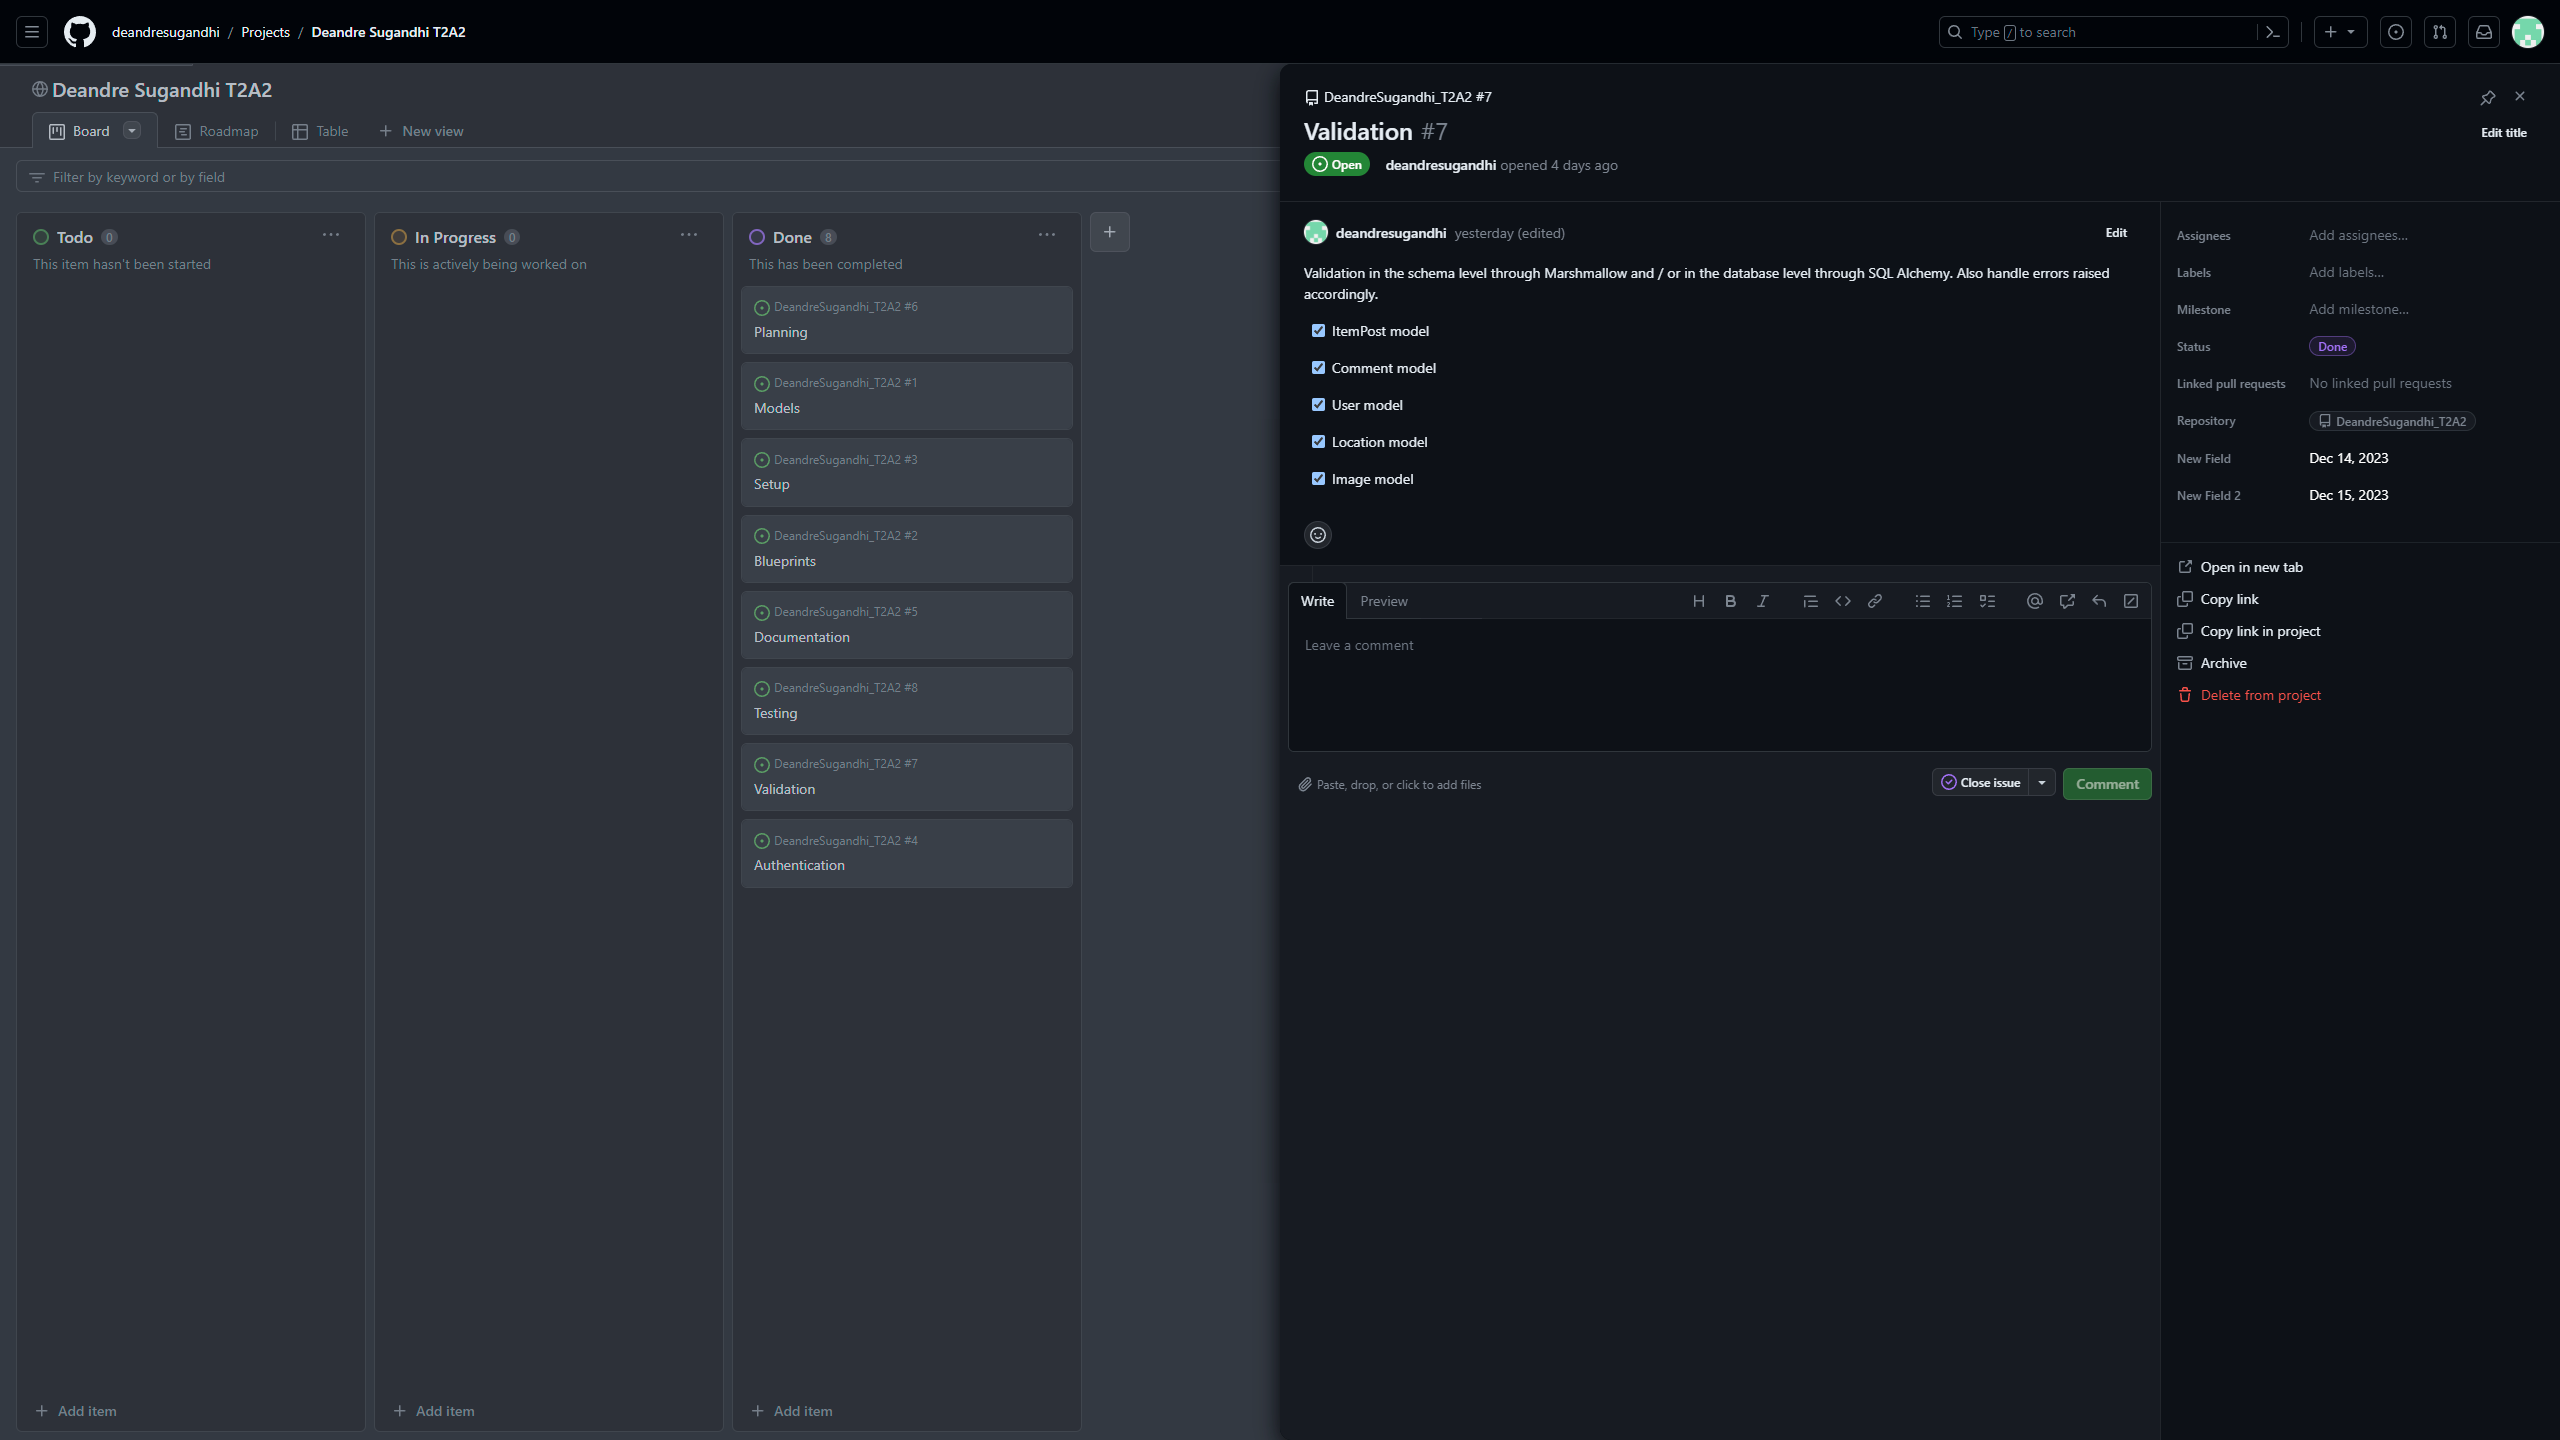 deandresugandhi / Projects / Deandre Sugandhi T2A2
Type / to search
Deandre Sugandhi T2A2
Board
Roadmap
Table
New view
Filter by keyword or by field
Todo 0
This item hasn't been started
Add item
In Progress 0
This is actively being worked on
Add item
Done 8
This has been completed
DeandreSugandhi_T2A2 #6
Planning
DeandreSugandhi_T2A2 #1
Models
DeandreSugandhi_T2A2 #3
Setup
DeandreSugandhi_T2A2 #2
Blueprints
DeandreSugandhi_T2A2 #5
Documentation
DeandreSugandhi_T2A2 #8
Testing
DeandreSugandhi_T2A2 #7
Validation
DeandreSugandhi_T2A2 #4
Authentication
Add item
DeandreSugandhi_T2A2 #7
Validation #7
Edit title
Open
deandresugandhi opened 4 days ago
deandresugandhi yesterday (edited)
Edit
Validation in the schema level through Marshmallow and / or in the database level through SQL Alchemy. Also handle errors raised
accordingly.
ItemPost model
Comment model
User model
Location model
Image model
Write
Preview
Leave a comment
Paste, drop, or click to add files
Close issue
Comment
Assignees Add assignees...
Labels Add labels...
Milestone Add milestone...
Status Done
Linked pull requests No linked pull requests
Repository DeandreSugandhi_T2A2
New Field Dec 14, 2023
New Field 2 Dec 15, 2023
Open in new tab
Copy link
Copy link in project
Archive
Delete from project